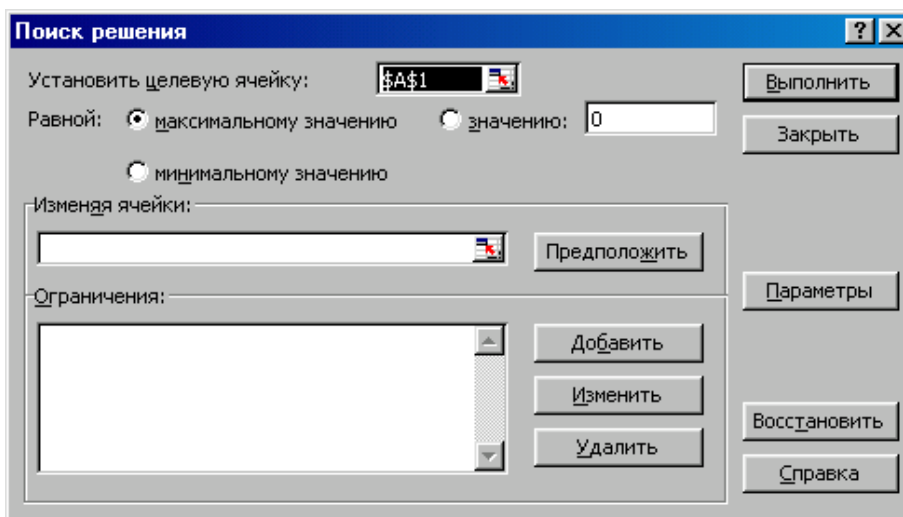 Поиск решения
Установить целевую ячейку: $A$1 Выполнить
Равной: максимальному значению значению: 0 Закрыть
минимальному значению
Изменяя ячейки:
Предположить
Параметры
Ограничения:
Добавить
Изменить
Восстановить
Удалить
Справка